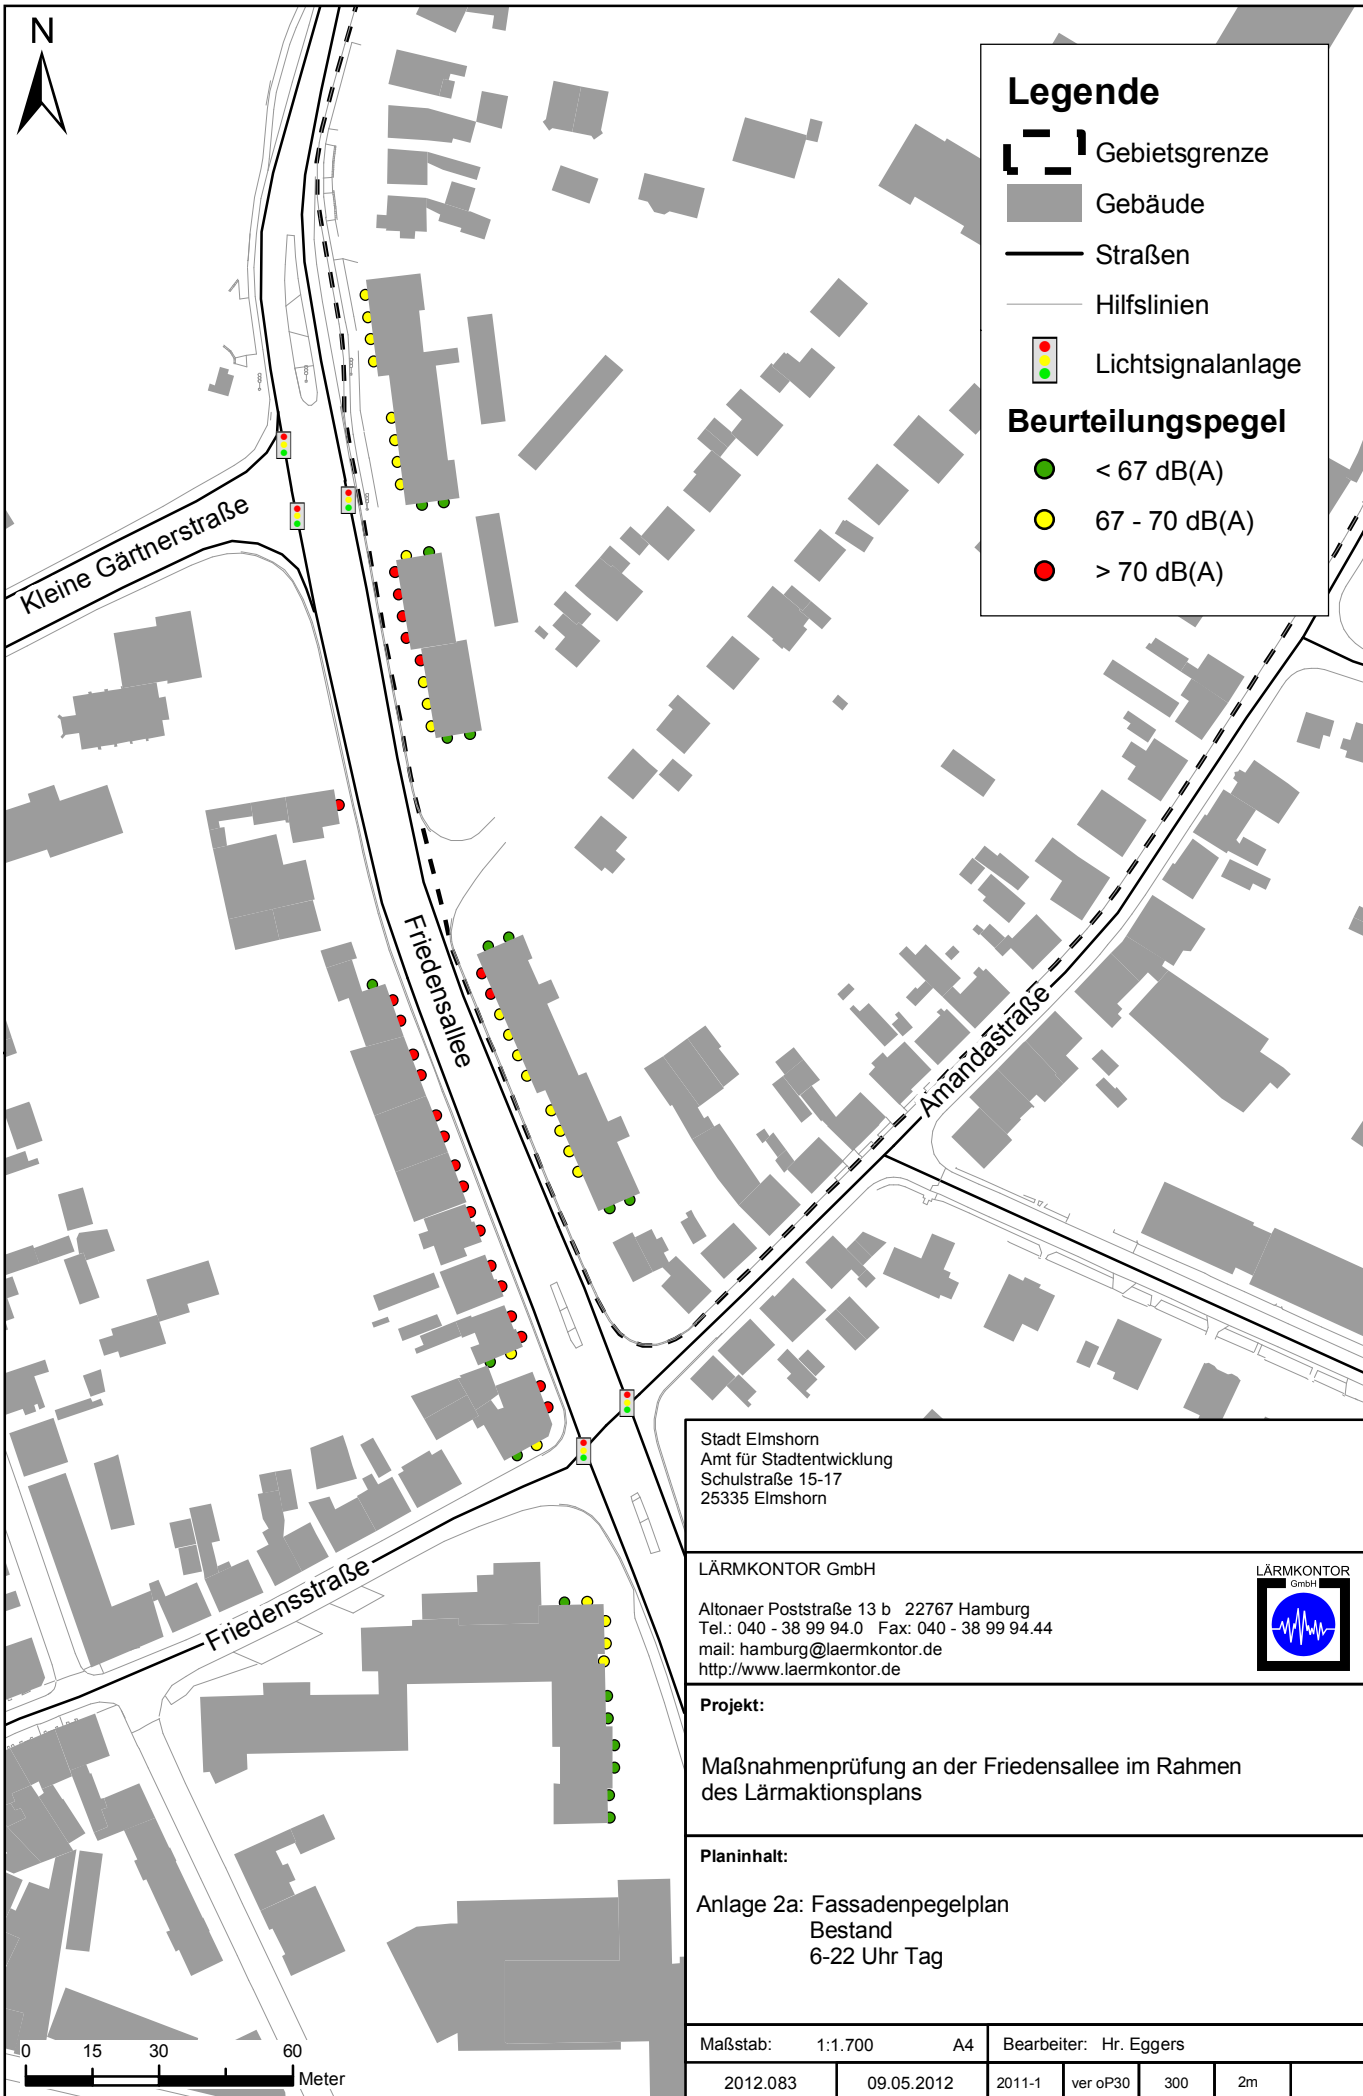 N
Legende
Gebietsgrenze
Gebäude
Straßen
Hilfslinien
Lichtsignalanlage
Beurteilungspegel
< 67 dB(A)
67 - 70 dB(A)
> 70 dB(A)
Kleine Gärtnerstraße
Friedensallee
Amandastraße
Friedensstraße
Stadt Elmshorn
Amt für Stadtentwicklung
Schulstraße 15-17
25335 Elmshorn
LÄRMKONTOR GmbH
Altonaer Poststraße 13 b 22767 Hamburg
Tel.: 040 - 38 99 94.0 Fax: 040 - 38 99 94.44
mail: hamburg@laermkontor.de
http://www.laermkontor.de
LÄRMKONTOR
GmbH
Projekt:
Maßnahmenprüfung an der Friedensallee im Rahmen
des Lärmaktionsplans
Planinhalt:
Anlage 2a: Fassadenpegelplan
Bestand
6-22 Uhr Tag
0 15 30 60
Meter
Maßstab: 1:1.700 A4 Bearbeiter: Hr. Eggers
2012.083 09.05.2012 2011-1 ver oP30 300 2m